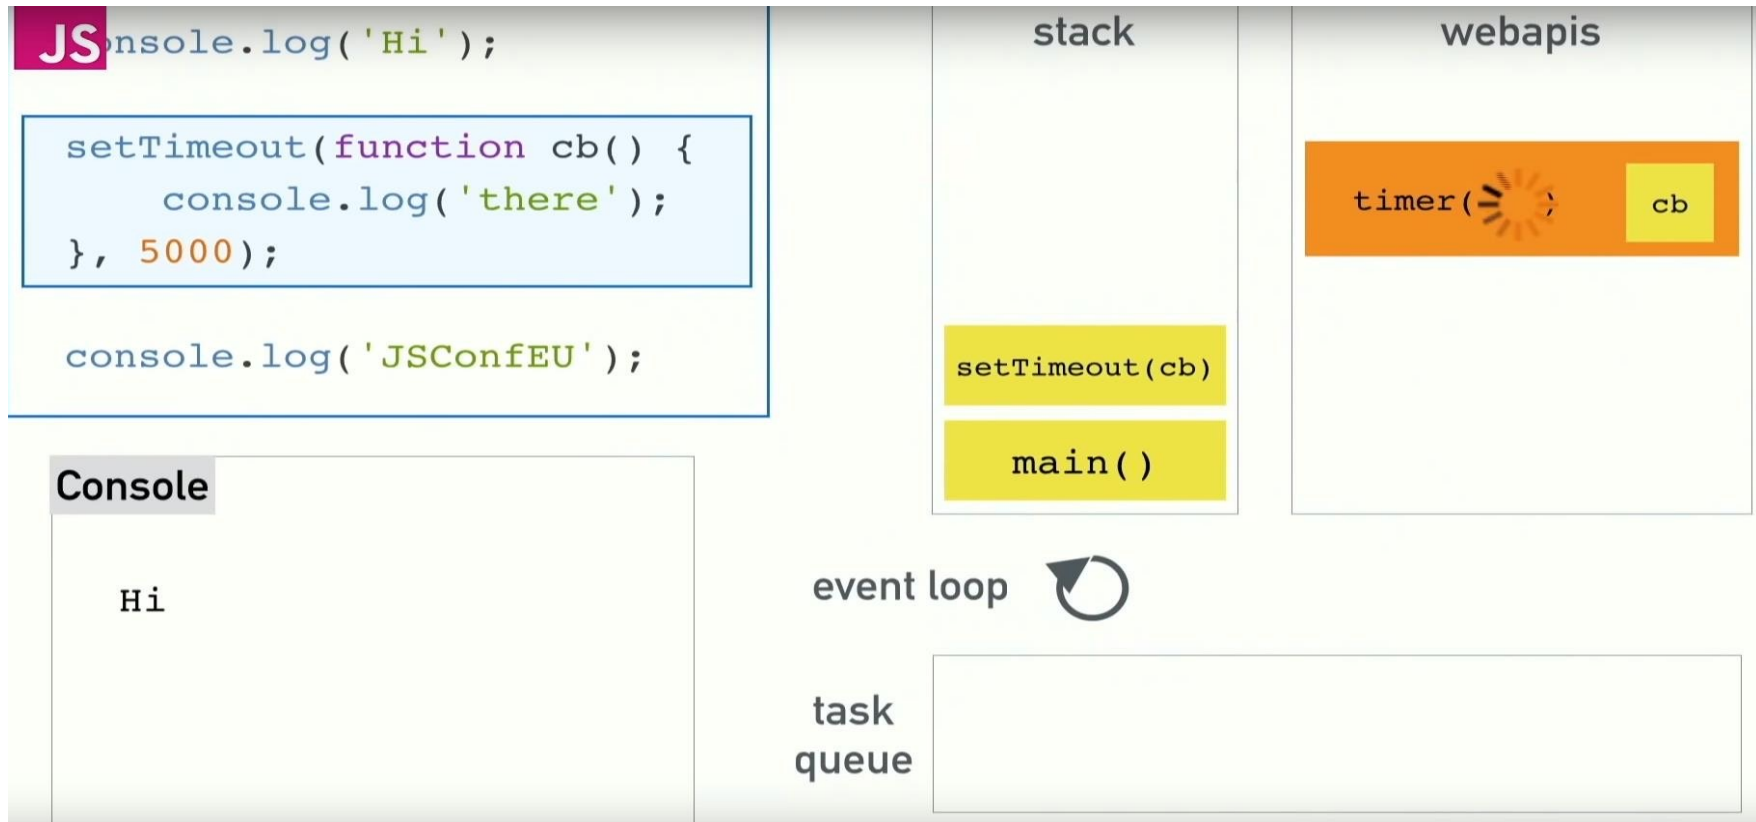 JS
nsole.log('Hi');
setTimeout(function cb() {
console.log('there');
}, 5000);
console.log('JSConfEU');
Console
Hi
stack
setTimeout(cb)
main()
webapis
timer( )
cb
event loop
task
queue